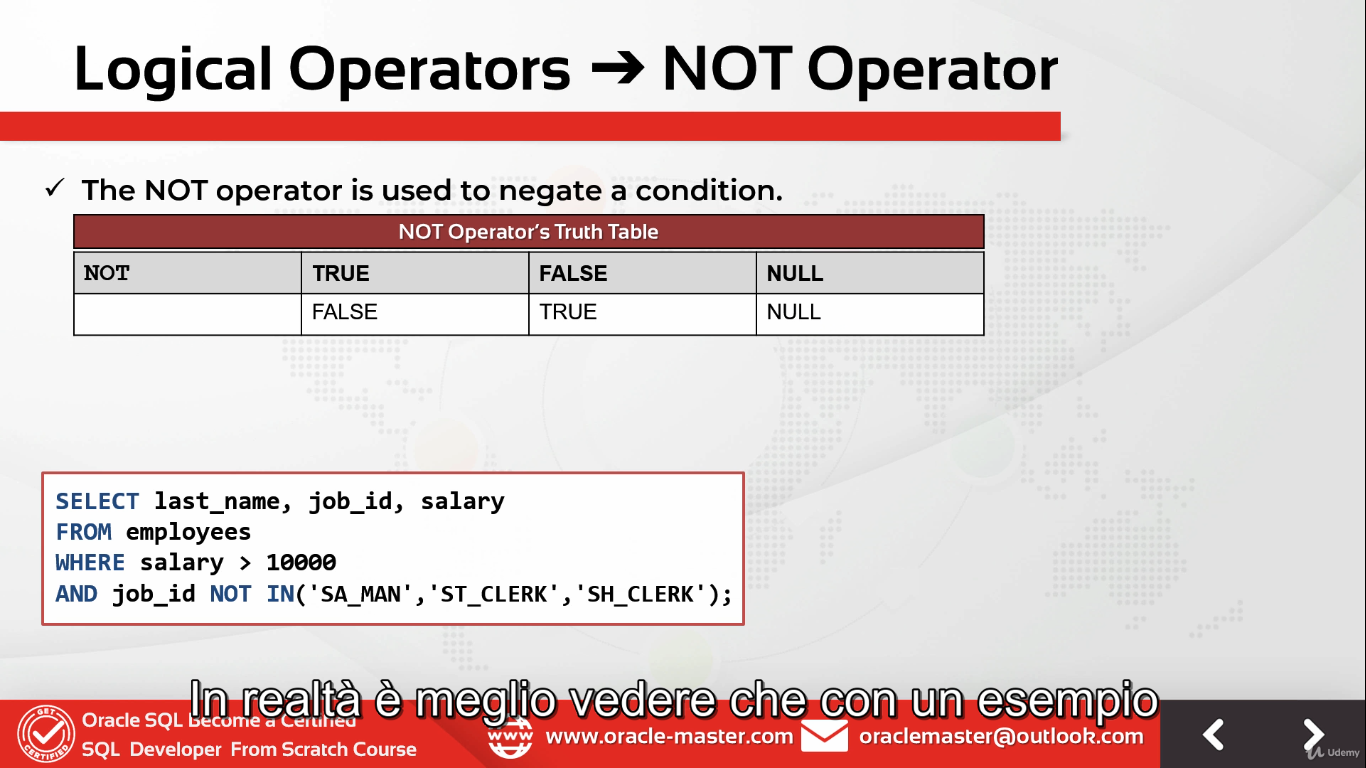 Logical Operators ➔ NOT Operator
✓ The NOT operator is used to negate a condition.
NOT Operator's Truth Table
NOT TRUE FALSE NULL
FALSE TRUE NULL
SELECT last_name, job_id, salary
FROM employees
WHERE salary > 10000
AND job_id NOT IN('SA_MAN','ST_CLERK','SH_CLERK');
In realtà è meglio vedere che con un esempio
GET CERTIFIED
Oracle SQL Become a Certified
SQL Developer From Scratch Course
www
www.oracle-master.com
oraclemaster@outlook.com
Udemy